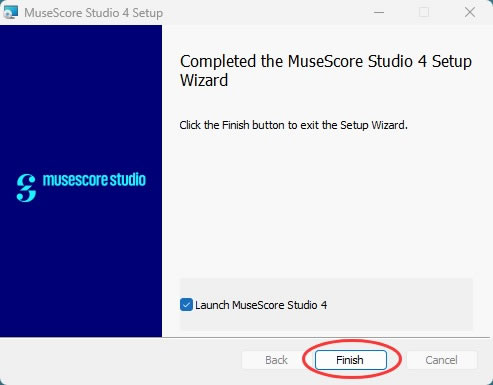 MuseScore Studio 4 Setup
Completed the MuseScore Studio 4 Setup
Wizard
Click the Finish button to exit the Setup Wizard.
musescore studio
Launch MuseScore Studio 4
Back
Finish
Cancel